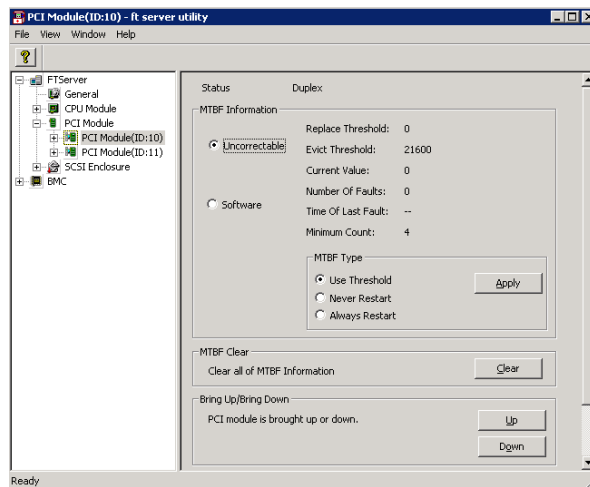 PCI Module(ID:10) - ft server utility
File View Window Help
FTServer
General
CPU Module
PCI Module
PCI Module(ID:10)
PCI Module(ID:11)
SCSI Enclosure
BMC
Status Duplex
MTBF Information
Uncorrectable
Software
Replace Threshold: 0
Evict Threshold: 21600
Current Value: 0
Number Of Faults: 0
Time Of Last Fault: --
Minimum Count: 4
MTBF Type
Use Threshold
Never Restart
Always Restart
Apply
MTBF Clear
Clear all of MTBF Information
Clear
Bring Up/Bring Down
PCI module is brought up or down.
Up
Down
Ready